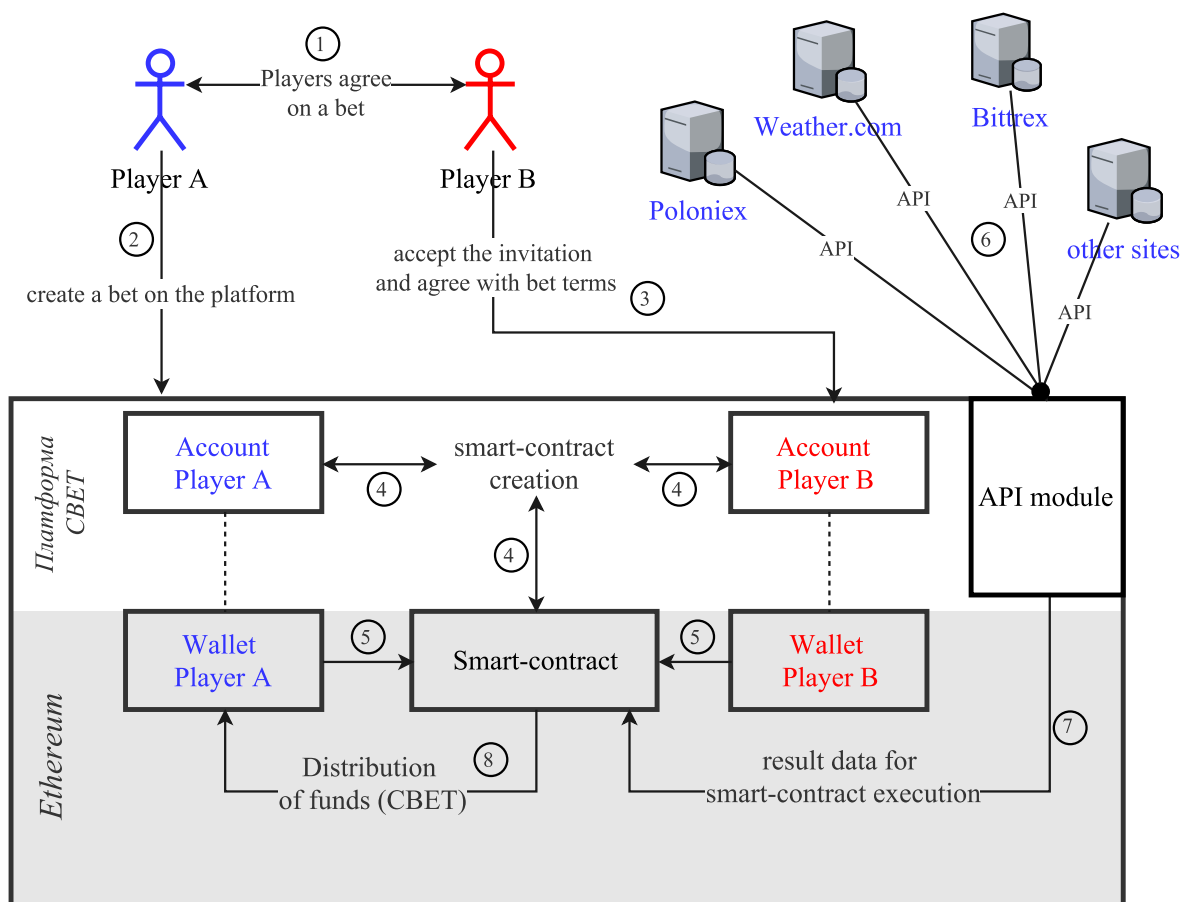 1
Players agree
on a bet
Player A
Player B
Poloniex
Weather.com
Bittrex
other sites
API
API
API
API
6
2
create a bet on the platform
accept the invitation
and agree with bet terms
3
Платформа
CBET
Account
Player A
4
smart-contract
creation
4
Account
Player B
API module
4
Ethereum
Wallet
Player A
5
Smart-contract
5
Wallet
Player B
7
8
Distribution
of funds (CBET)
result data for
smart-contract execution